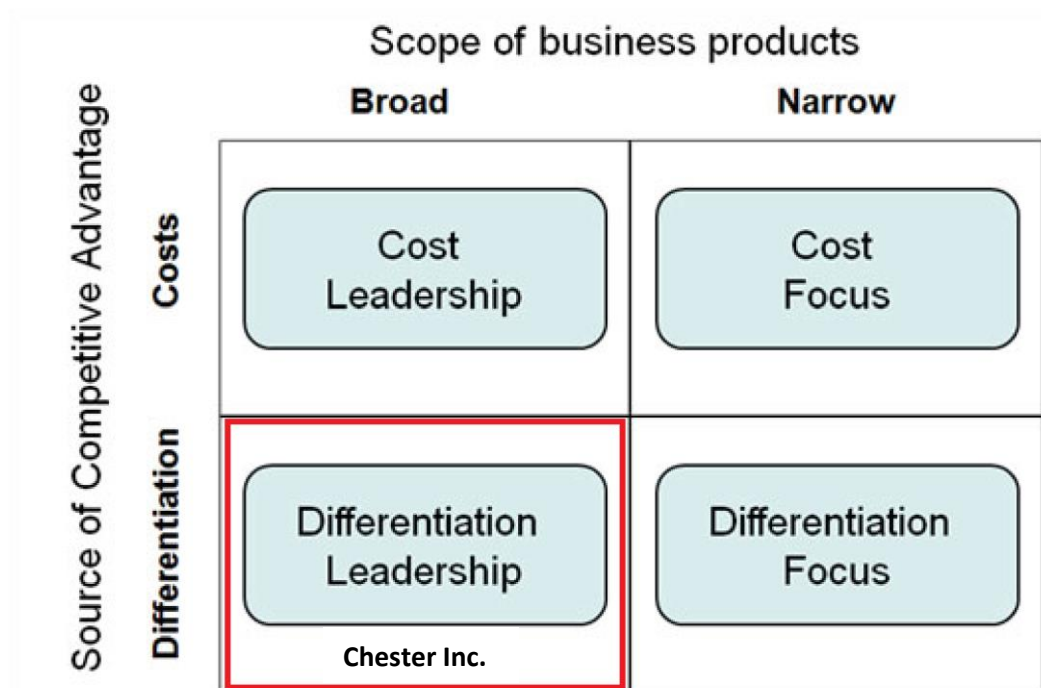 Scope of business products
Broad
Narrow
Source of Competitive Advantage
Costs
Cost
Leadership
Cost
Focus
Differentiation
Differentiation
Leadership
Differentiation
Focus
Chester Inc.